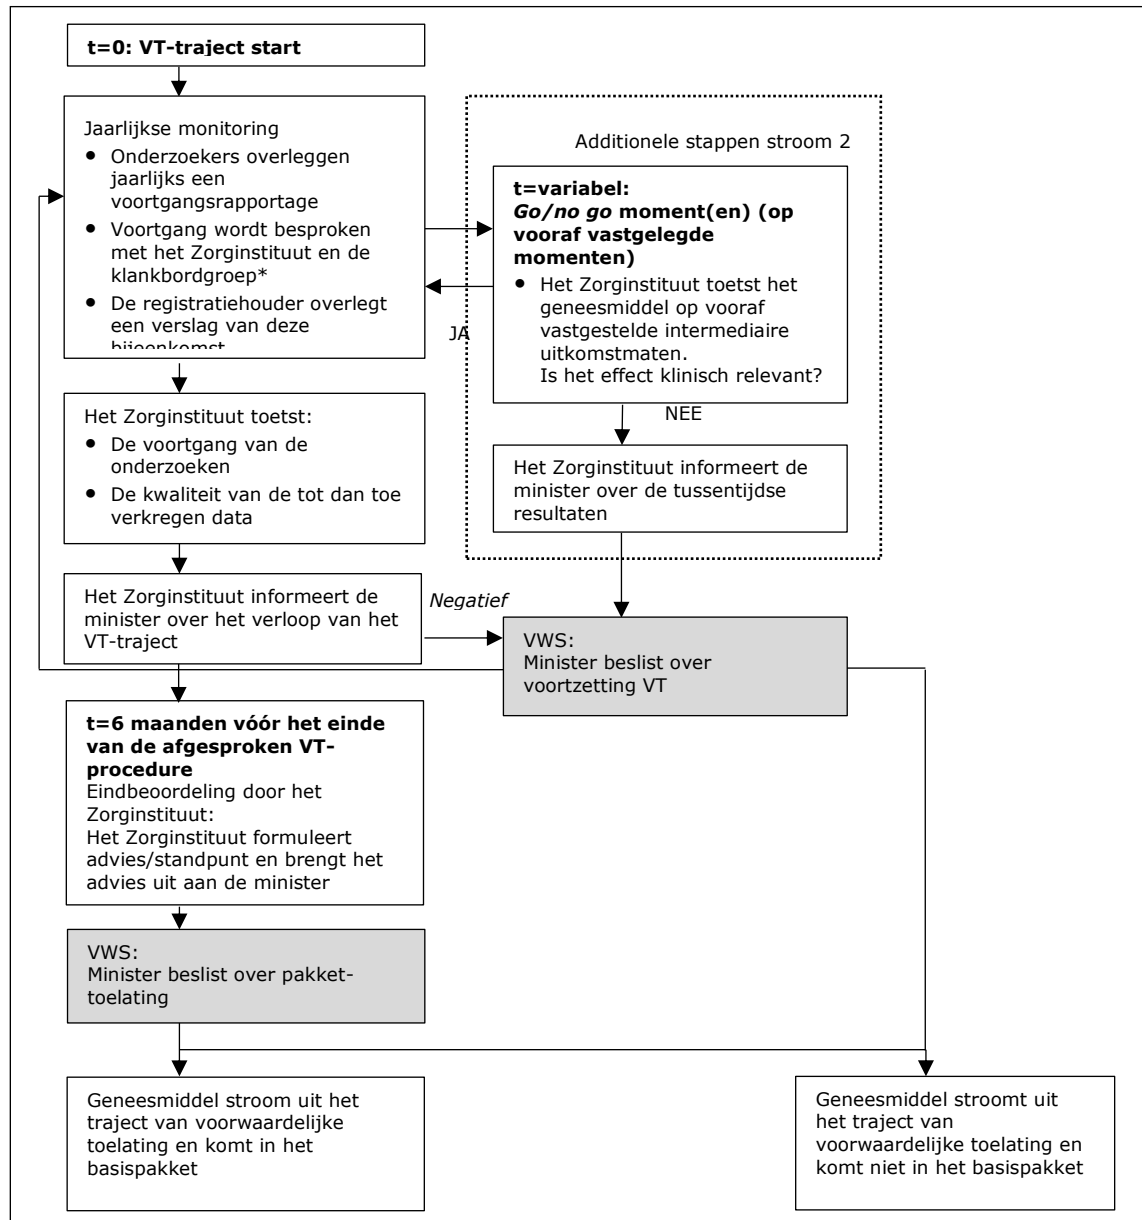 t=0: VT-traject start
Jaarlijkse monitoring
• Onderzoekers overleggen
jaarlijks een
voortgangsrapportage
• Voortgang wordt besproken
met het Zorginstituut en de
klankbordgroep*
• De registratiehouder overlegt
een verslag van deze
bijeenkomst
Additionele stappen stroom 2
t=variabel:
Go/no go moment(en) (op
vooraf vastgelegde
momenten)
• Het Zorginstituut toetst het
geneesmiddel op vooraf
vastgestelde intermediaire
uitkomstmaten.
Is het effect klinisch relevant?
JA
NEE
Het Zorginstituut toetst:
• De voortgang van de
onderzoeken
• De kwaliteit van de tot dan toe
verkregen data
Het Zorginstituut informeert de
minister over de tussentijdse
resultaten
Het Zorginstituut informeert de
minister over het verloop van het
VT-traject
Negatief
VWS:
Minister beslist over
voortzetting VT
t=6 maanden vóór het einde
van de afgesproken VT-
procedure
Eindbeoordeling door het
Zorginstituut:
Het Zorginstituut formuleert
advies/standpunt en brengt het
advies uit aan de minister
VWS:
Minister beslist over pakket-
toelating
Geneesmiddel stroom uit het
traject van voorwaardelijke
toelating en komt in het
basispakket
Geneesmiddel stroomt uit
het traject van
voorwaardelijke toelating en
komt niet in het basispakket